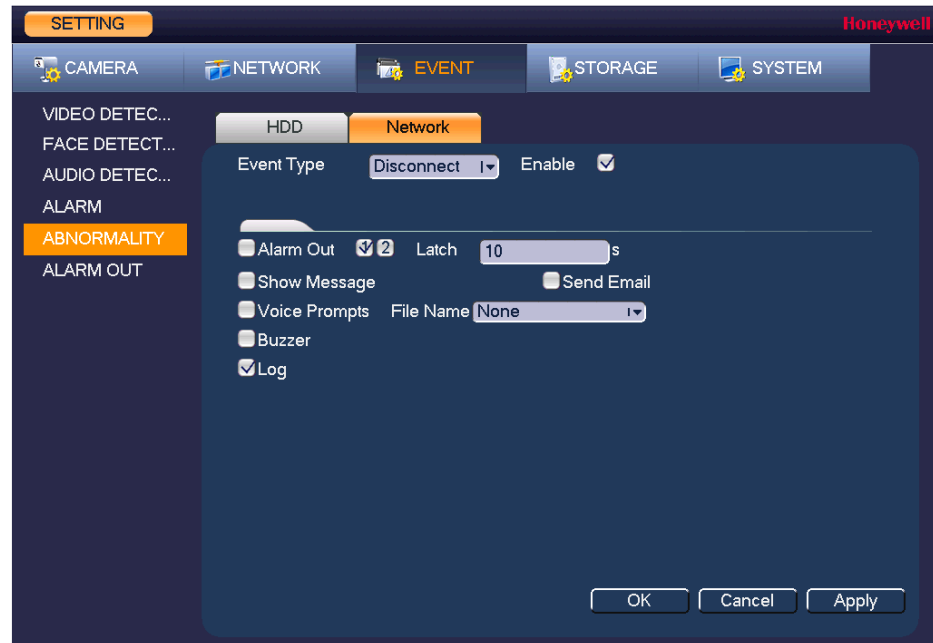 SETTING Honeywell
CAMERA NETWORK EVENT STORAGE SYSTEM
VIDEO DETEC...
FACE DETECT...
AUDIO DETEC...
ALARM
ABNORMALITY
ALARM OUT
HDD Network
Event Type Disconnect Enable
Alarm Out 1 2 Latch 10 s
Show Message Send Email
Voice Prompts File Name None
Buzzer
Log
OK Cancel Apply